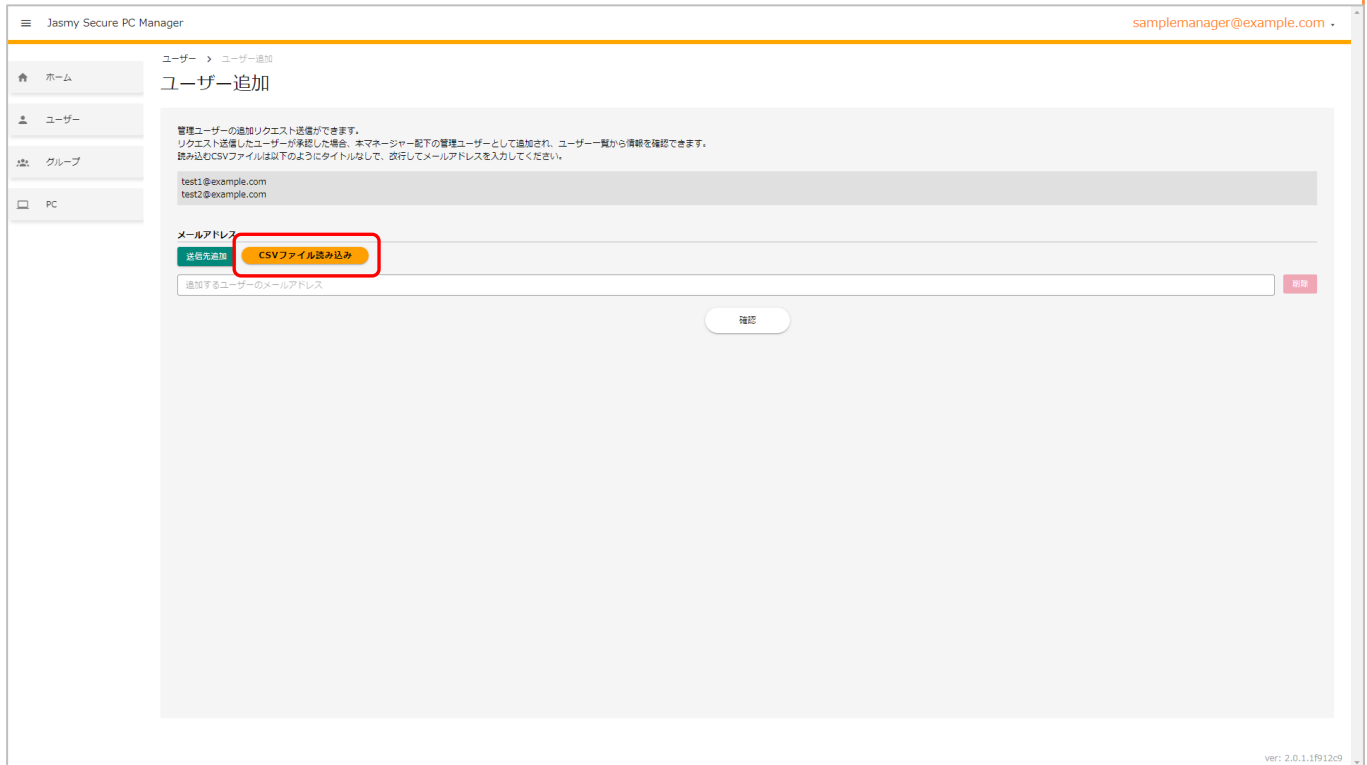 Jasmy Secure PC Manager
samplemanager@example.com
ホーム
ユーザー
グループ
PC
ユーザー > ユーザー追加
ユーザー追加
管理ユーザーの追加リクエスト送信ができます。
リクエスト送信したユーザーが承認した場合、本マネージャー配下の管理ユーザーとして追加され、ユーザー一覧から情報を確認できます。
読み込むCSVファイルは以下のようにタイトルなしで、改行してメールアドレスを入力してください。
test1@example.com
test2@example.com
メールアドレス
送信先追加 CSVファイル読み込み
追加するユーザーのメールアドレス 削除
確認
ver: 2.0.1.1f912c9